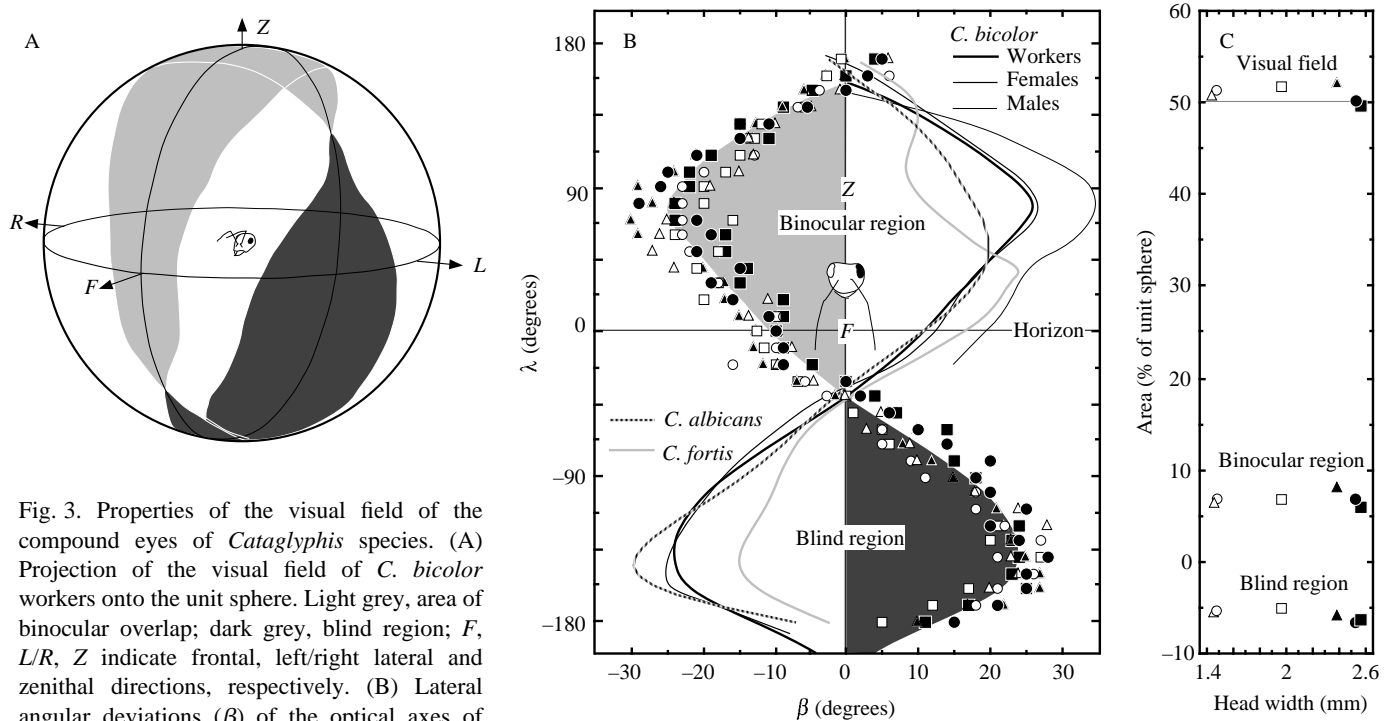 A
Z
R
F
L
Fig. 3. Properties of the visual field of the
compound eyes of Cataglyphis species. (A)
Projection of the visual field of C. bicolor
workers onto the unit sphere. Light grey, area of
binocular overlap; dark grey, blind region; F,
L/R, Z indicate frontal, left/right lateral and
zenithal directions, respectively. (B) Lateral
angular deviations (β) of the optical axes of
B
C. bicolor
Workers
Females
Males
180
90
0
−90
−180
λ (degrees)
Z
Binocular region
F
Horizon
C. albicans
C. fortis
Blind region
−30
−20
−10
0
10
20
30
β (degrees)
C
Visual field
60
50
40
30
20
10
0
−10
Area (% of unit sphere)
Binocular region
Blind region
1.4
2
2.6
Head width (mm)